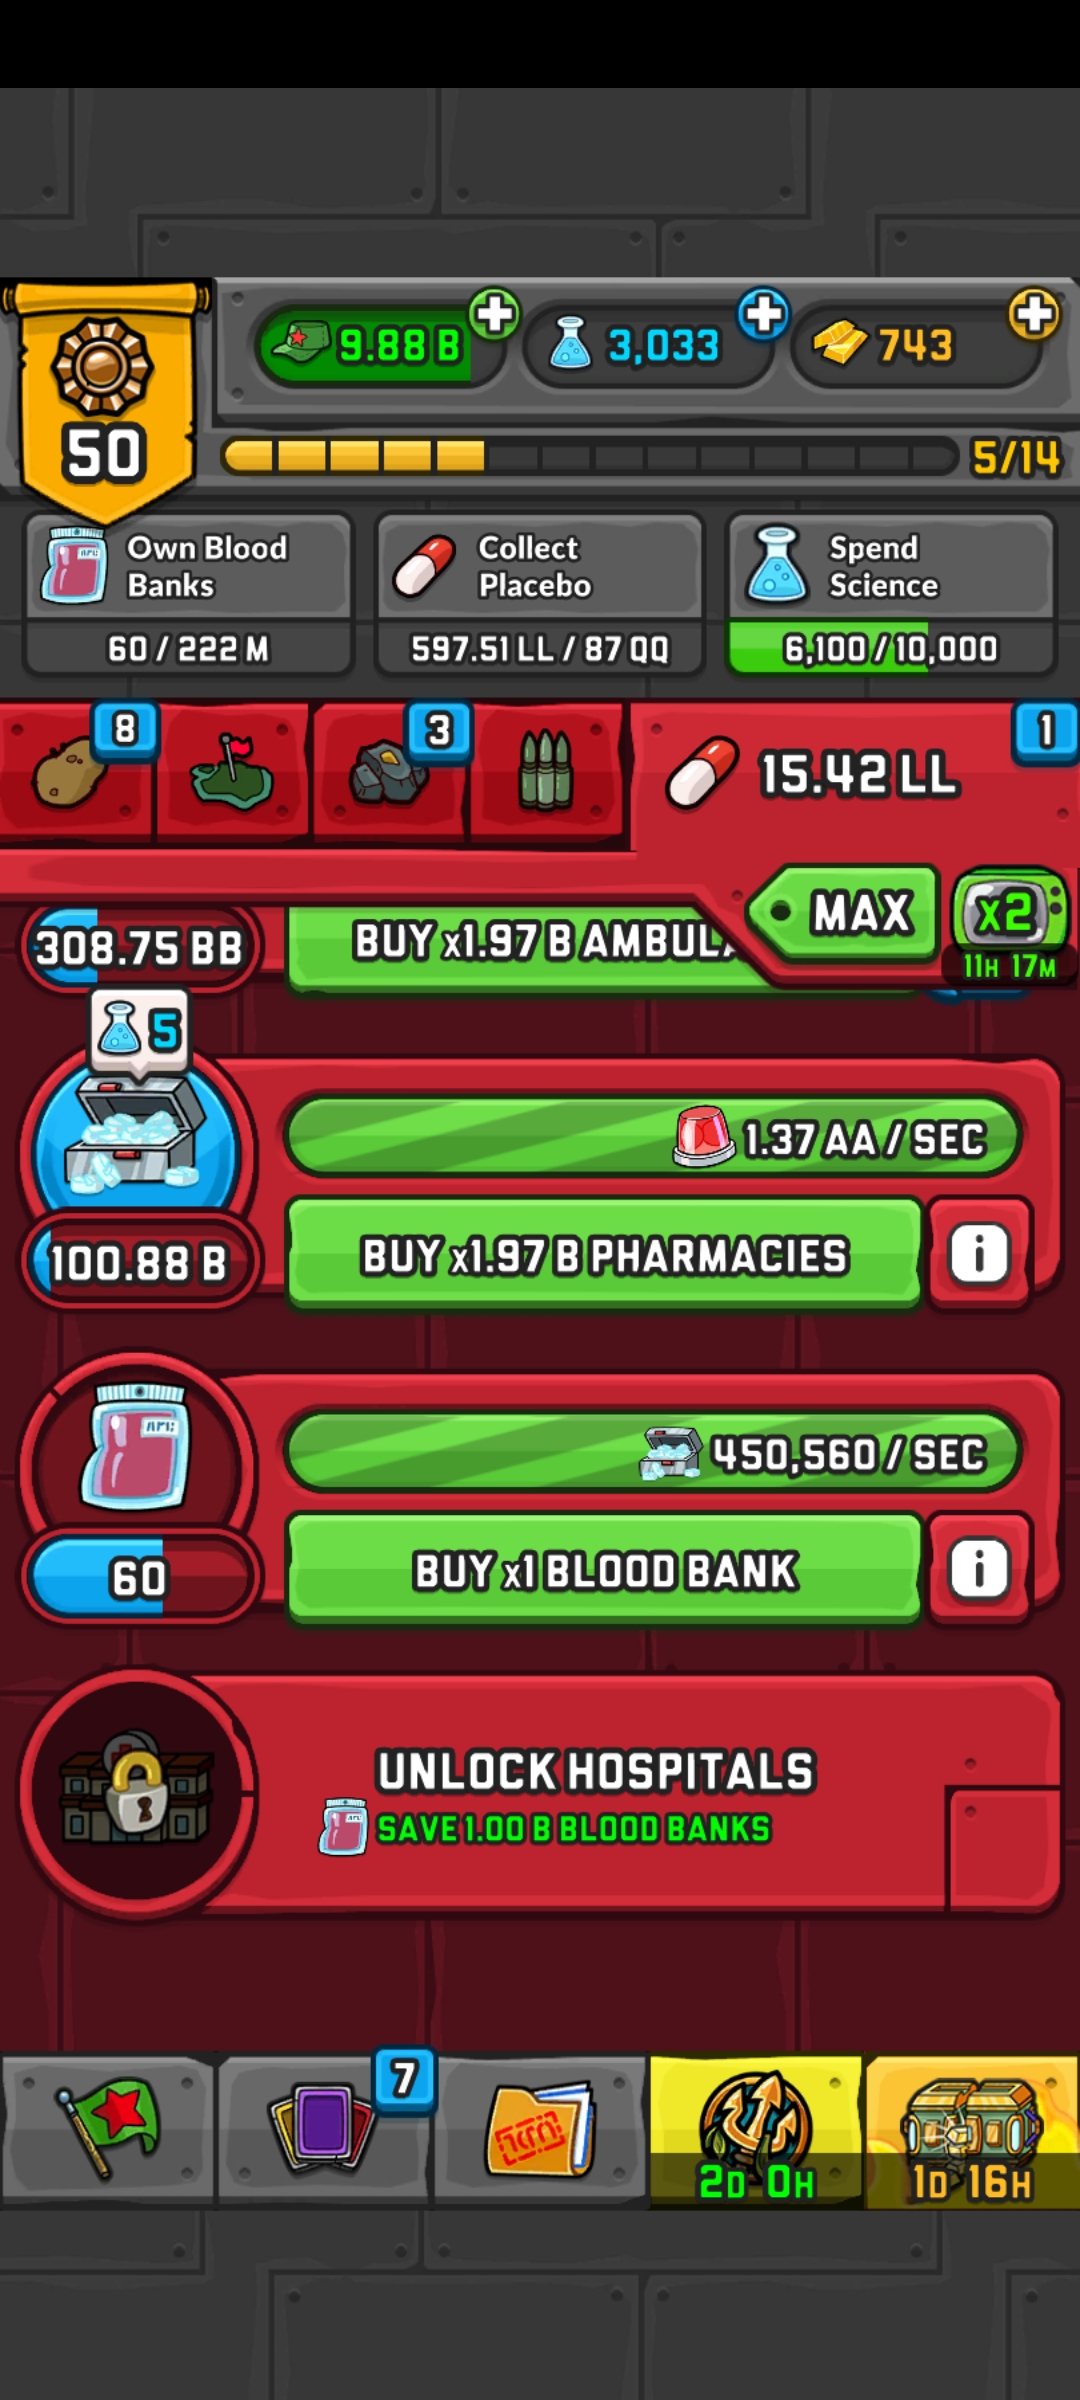 9.88 B
3,033
743
50
5/14
Own Blood
Banks
60 / 222 M
Collect
Placebo
597.51 LL / 87 QQ
Spend
Science
6,100 / 10,000
8
3
1
15.42 LL
MAX
x2
11H 17M
308.75 BB
BUY x1.97 B AMBUL
5
1.37 AA / SEC
100.88 B
BUY x1.97 B PHARMACIES
i
450,560 / SEC
60
BUY x1 BLOOD BANK
i
UNLOCK HOSPITALS
SAVE 1.00 B BLOOD BANKS
7
2D 0H
1D 16H